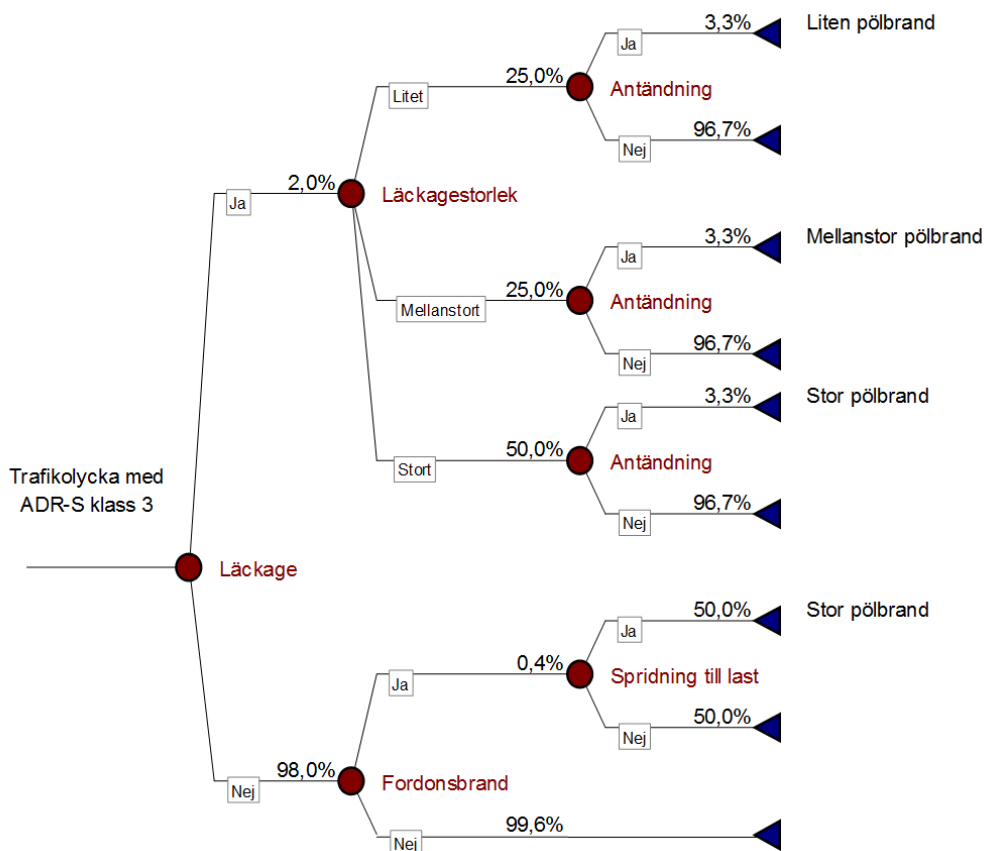 3,3%
Liten pölbrand
Ja
25,0%
Antändning
Litet
96,7%
Nej
2,0%
Läckagestorlek
Ja
3,3%
Mellanstor pölbrand
Ja
25,0%
Antändning
Mellanstort
96,7%
Nej
3,3%
Stor pölbrand
Ja
50,0%
Antändning
Stort
96,7%
Nej
Trafikolycka med
ADR-S klass 3
Läckage
50,0%
Stor pölbrand
Ja
0,4%
Spridning till last
Ja
50,0%
Nej
98,0%
Fordonsbrand
Nej
99,6%
Nej